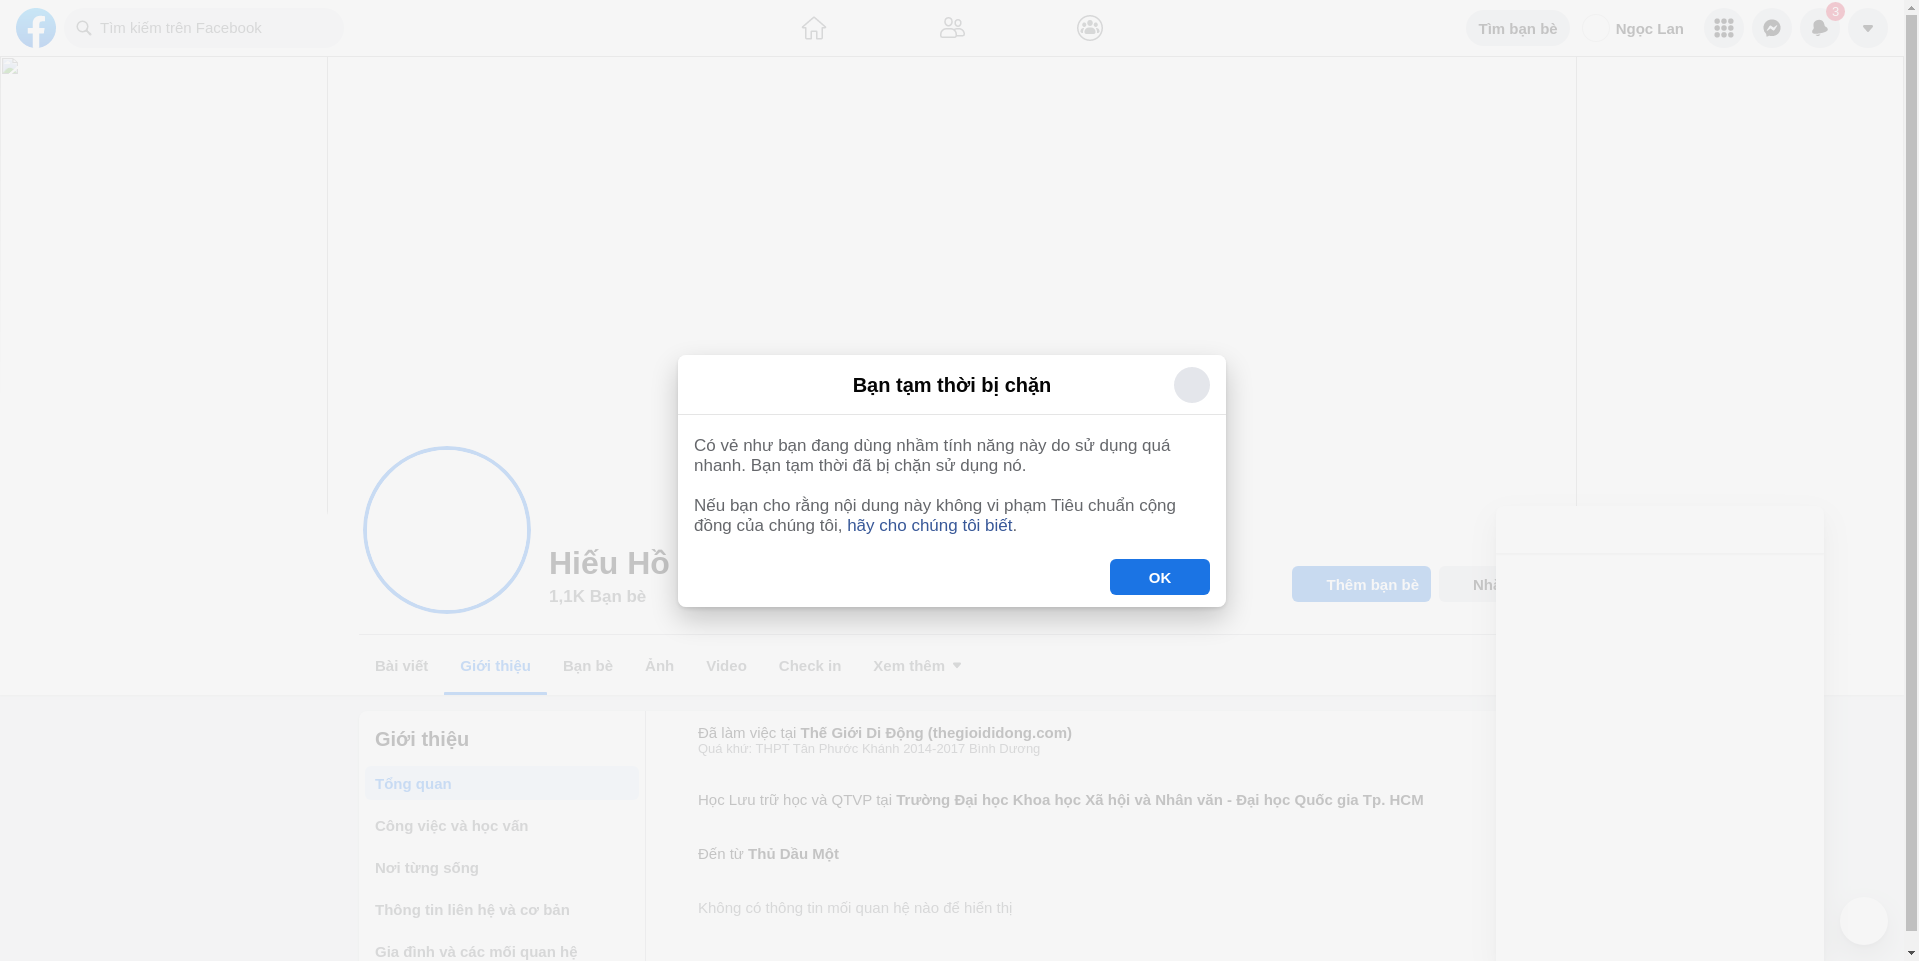 Tìm kiếm trên Facebook
Tìm bạn bè
Ngọc Lan
3
Bạn tạm thời bị chặn
Có vẻ như bạn đang dùng nhầm tính năng này do sử dụng quá
nhanh. Bạn tạm thời đã bị chặn sử dụng nó.
Nếu bạn cho rằng nội dung này không vi phạm Tiêu chuẩn cộng
đồng của chúng tôi, hãy cho chúng tôi biết.
OK
Hiếu Hồ
1,1K Bạn bè
Thêm bạn bè
Nhắ
Bài viết
Giới thiệu
Bạn bè
Ảnh
Video
Check in
Xem thêm
Giới thiệu
Tổng quan
Công việc và học vấn
Nơi từng sống
Thông tin liên hệ và cơ bản
Gia đình và các mối quan hệ
Đã làm việc tại Thế Giới Di Động (thegioididong.com)
Quá khứ: THPT Tân Phước Khánh 2014-2017 Bình Dương
Học Lưu trữ học và QTVP tại Trường Đại học Khoa học Xã hội và Nhân văn - Đại học Quốc gia Tp. HCM
Đến từ Thủ Dầu Một
Không có thông tin mối quan hệ nào để hiển thị